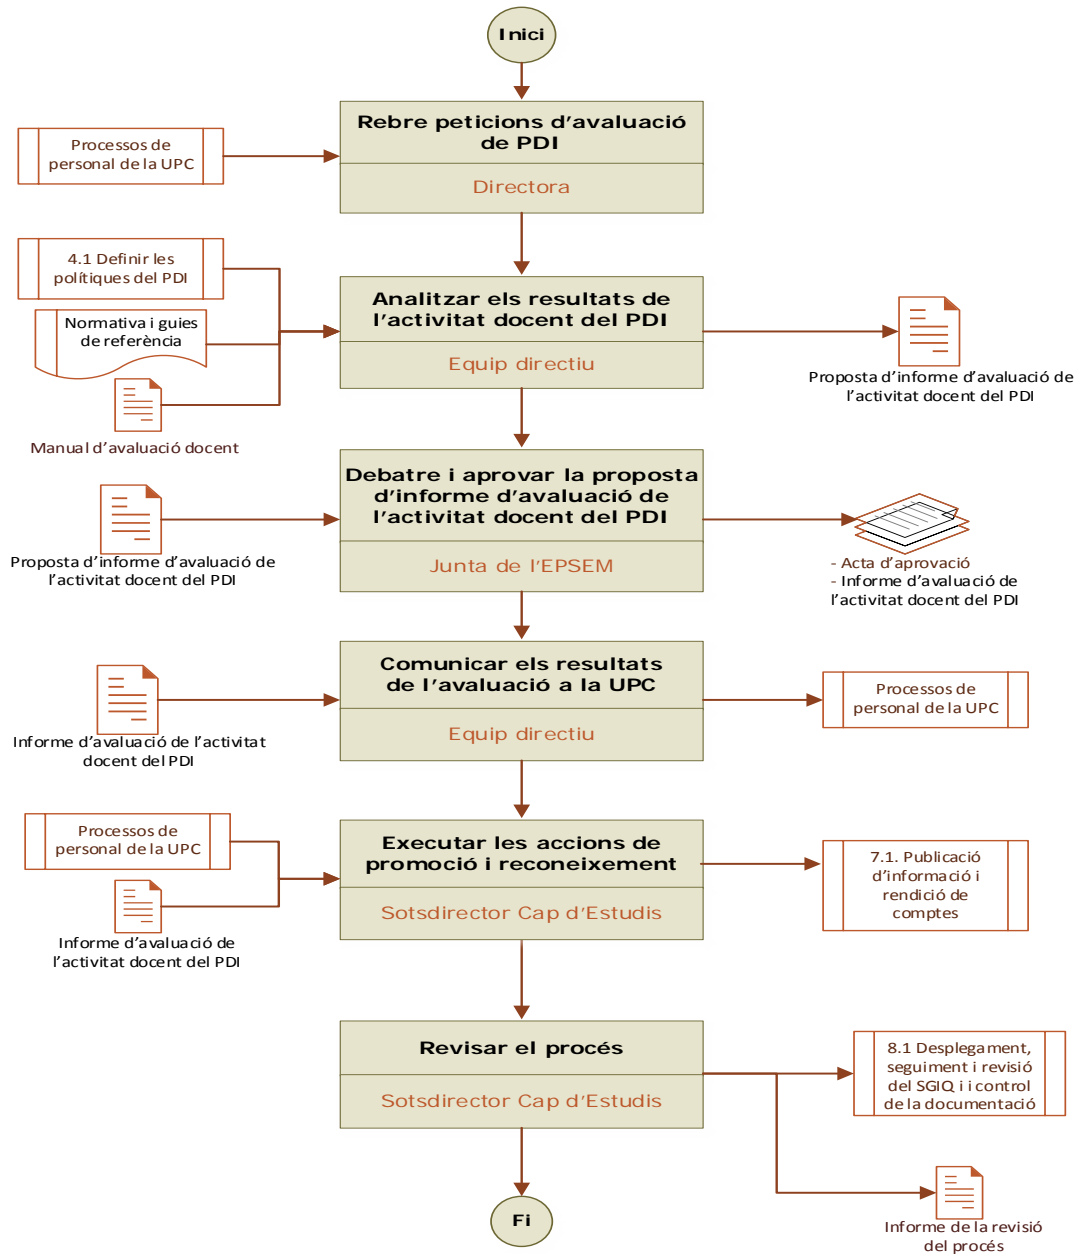 Inici
Rebre peticions d’avaluació
de PDI
Directora
Processos de
personal de la UPC
4.1 Definir les
polítiques del PDI
Normativa i guies
de referència
Manual d’avaluació docent
Analitzar els resultats de
l’activitat docent del PDI
Equip directiu
Proposta d’informe d’avaluació de
l’activitat docent del PDI
Proposta d’informe d’avaluació de
l’activitat docent del PDI
Debatre i aprovar la proposta
d’informe d’avaluació de
l’activitat docent del PDI
Junta de l’EPSEM
- Acta d’aprovació
- Informe d’avaluació de
l’activitat docent del PDI
Informe d’avaluació de l’activitat
docent del PDI
Comunicar els resultats
de l’avaluació a la UPC
Equip directiu
Processos de
personal de la UPC
Processos de
personal de la UPC
Informe d’avaluació de
l’activitat docent del PDI
Executar les accions de
promoció i reconeixement
Sotsdirector Cap d’Estudis
7.1. Publicació
d’informació i
rendició de
comptes
Revisar el procés
Sotsdirector Cap d’Estudis
8.1 Desplegament,
seguiment i revisió
del SGIQ i i control
de la documentació
Informe de la revisió
del procés
Fi